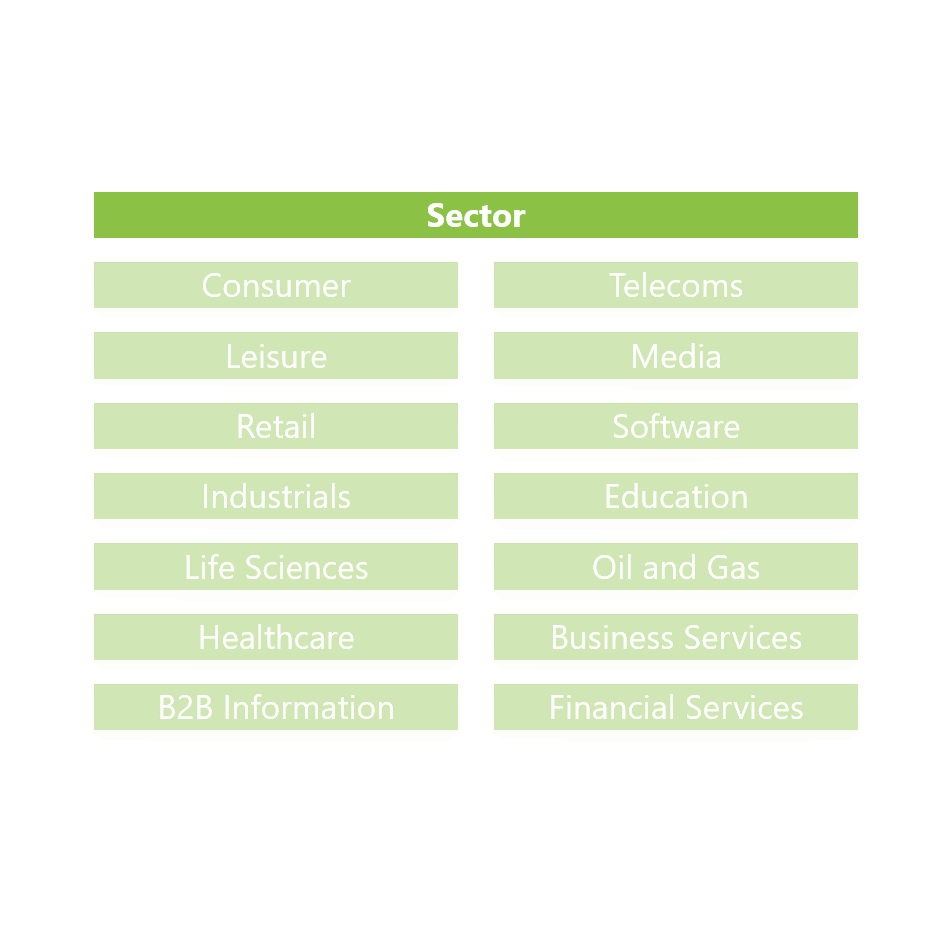 Sector
Consumer
Telecoms
Leisure
Media
Retail
Software
Industrials
Education
Life Sciences
Oil and Gas
Healthcare
Business Services
B2B Information
Financial Services